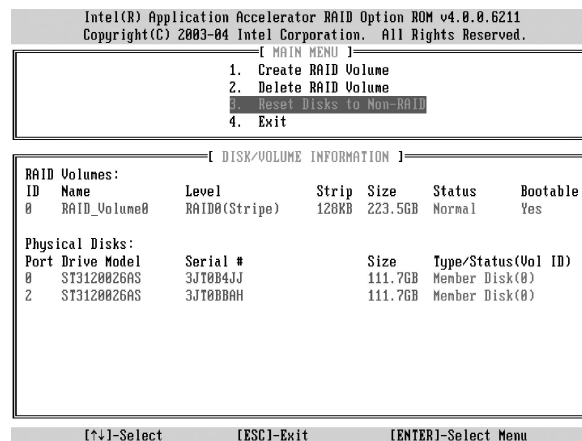 Intel(R) Application Accelerator RAID Option ROM v4.0.0.6211
Copyright(C) 2003-04 Intel Corporation. All Rights Reserved.
[ MAIN MENU ]
1. Create RAID Volume
2. Delete RAID Volume
3. Reset Disks to Non-RAID
4. Exit
[ DISK/VOLUME INFORMATION ]
RAID Volumes:
ID Name Level Strip Size Status Bootable
0 RAID_Volume0 RAID0(Stripe) 128KB 223.5GB Normal Yes
Physical Disks:
Port Drive Model Serial # Size Type/Status(Vol ID)
0 ST3120026AS 3JT0B4JJ 111.7GB Member Disk(0)
2 ST3120026AS 3JT0BBAH 111.7GB Member Disk(0)
[↑↓]-Select [ESC]-Exit [ENTER]-Select Menu